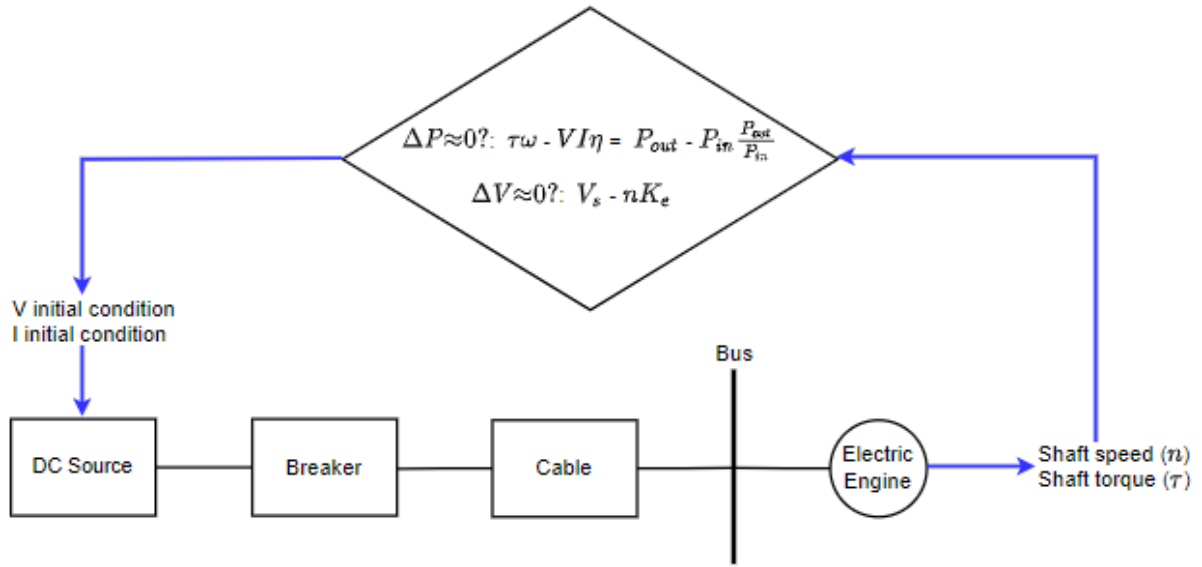 ΔP≈0?: τω - VIη = P_out - P_in P_out/P_in
ΔV≈0?: V_s - nK_e
V initial condition
I initial condition
Bus
DC Source
Breaker
Cable
Electric
Engine
Shaft speed (n)
Shaft torque (τ)